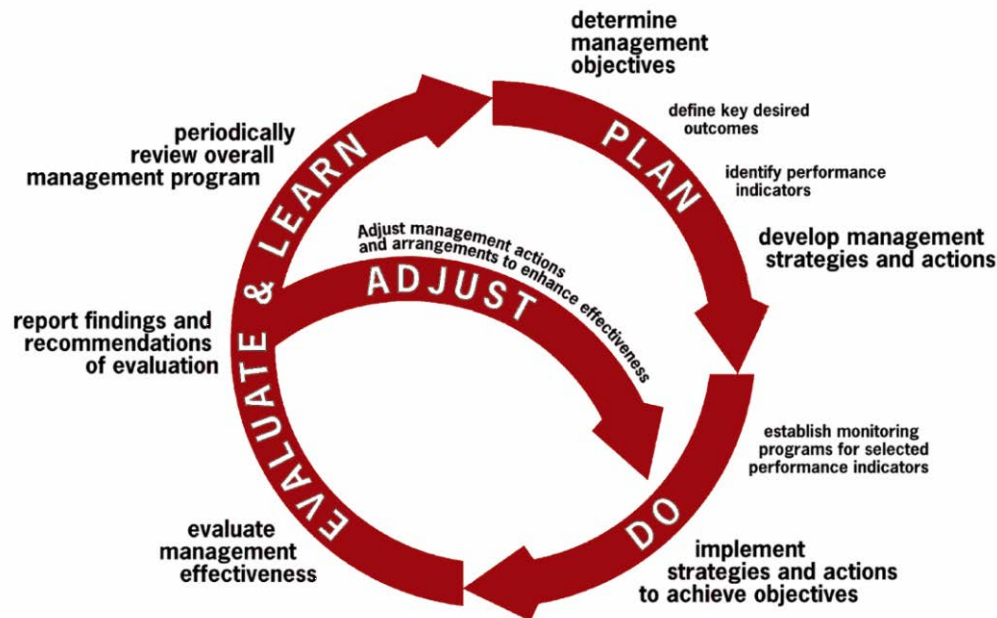 determine
management
objectives
define key desired
outcomes
identify performance
indicators
PLAN
develop management
strategies and actions
establish monitoring
programs for selected
performance indicators
DO
implement
strategies and actions
to achieve objectives
evaluate
management
effectiveness
EVALUATE & LEARN
report findings and
recommendations
of evaluation
periodically
review overall
management program
Adjust management actions
and arrangements to enhance effectiveness
ADJUST